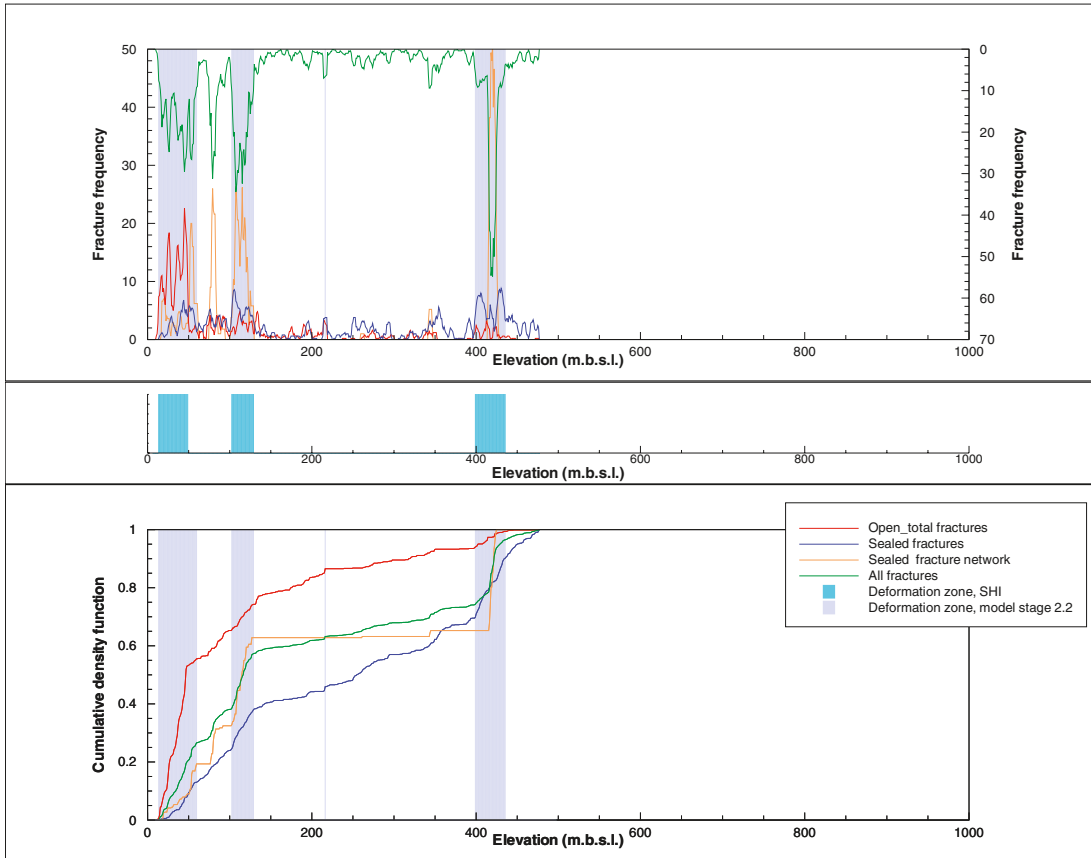 50
40
30
20
10
0
Fracture frequency
0
10
20
30
40
50
60
70
Fracture frequency
0 200 400 600 800 1000
Elevation (m.b.s.l.)
0 200 400 600 800 1000
Elevation (m.b.s.l.)
1
0.8
0.6
0.4
0.2
0
Cumulative density function
Open_total fractures
Sealed fractures
Sealed fracture network
All fractures
Deformation zone, SHI
Deformation zone, model stage 2.2
0 200 400 600 800 1000
Elevation (m.b.s.l.)